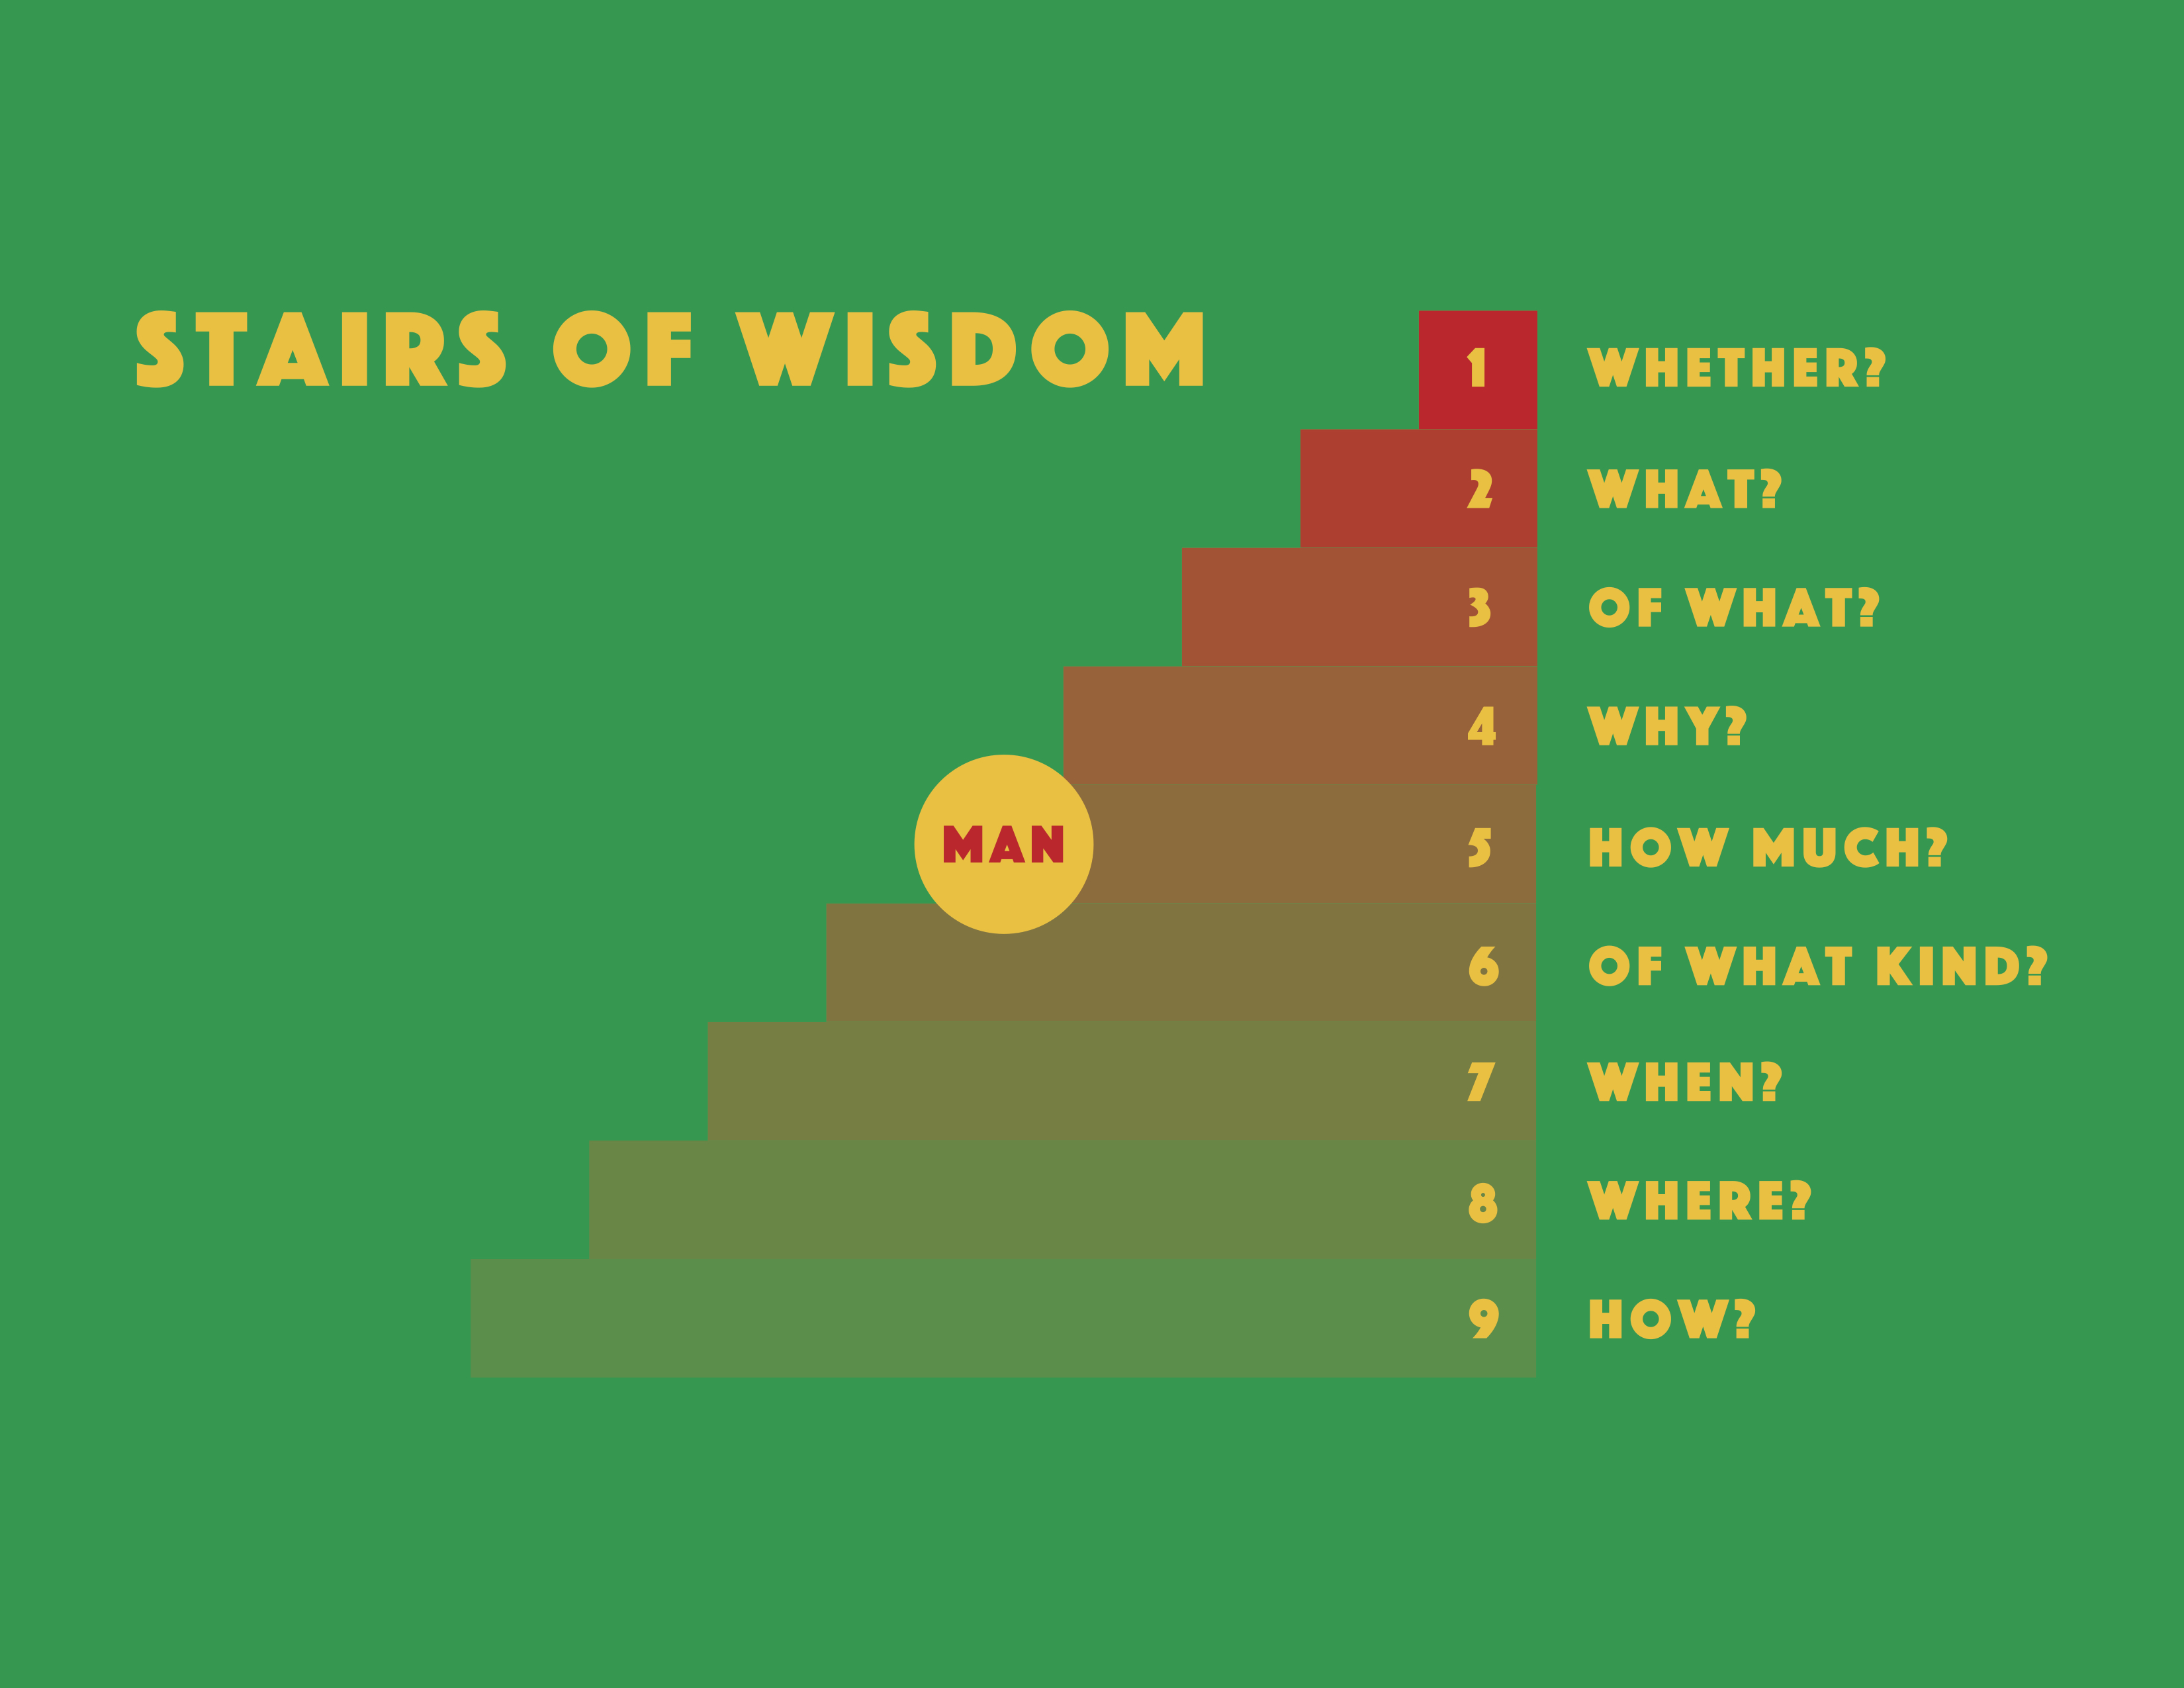 STAIRS OF WISDOM
1 WHETHER?
2 WHAT?
3 OF WHAT?
4 WHY?
MAN
5 HOW MUCH?
6 OF WHAT KIND?
7 WHEN?
8 WHERE?
9 HOW?